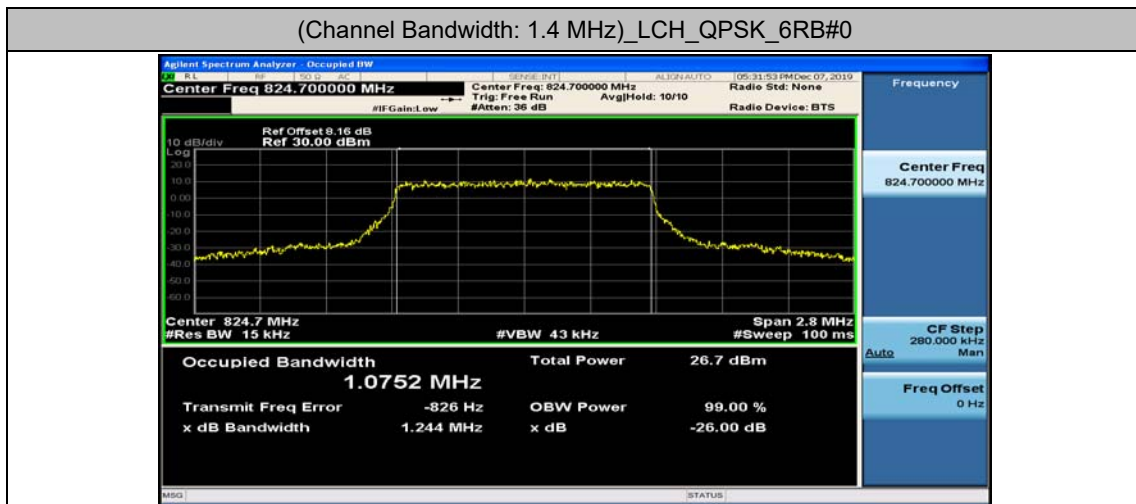 (Channel Bandwidth: 1.4 MHz)_LCH_QPSK_6RB#0
Agilent Spectrum Analyzer - Occupied BW
RL RF 50 Ω AC SENSE:INT ALIGN AUTO 05:31:53 PM Dec 07, 2019
Center Freq 824.700000 MHz
Center Freq: 824.700000 MHz
Radio Std: None
Trig: Free Run Avg|Hold: 10/10
#IFGain:Low #Atten: 36 dB Radio Device: BTS
Ref Offset 8.16 dB
10 dB/div Ref 30.00 dBm
Log
20.0
10.0
0.00
-10.0
-20.0
-30.0
-40.0
-50.0
-60.0
Center 824.7 MHz Span 2.8 MHz
#Res BW 15 kHz #VBW 43 kHz #Sweep 100 ms
Occupied Bandwidth Total Power 26.7 dBm
1.0752 MHz
Transmit Freq Error -826 Hz OBW Power 99.00 %
x dB Bandwidth 1.244 MHz x dB -26.00 dB
MSG STATUS
Frequency
Center Freq
824.700000 MHz
CF Step
280.000 kHz
Auto Man
Freq Offset
0 Hz